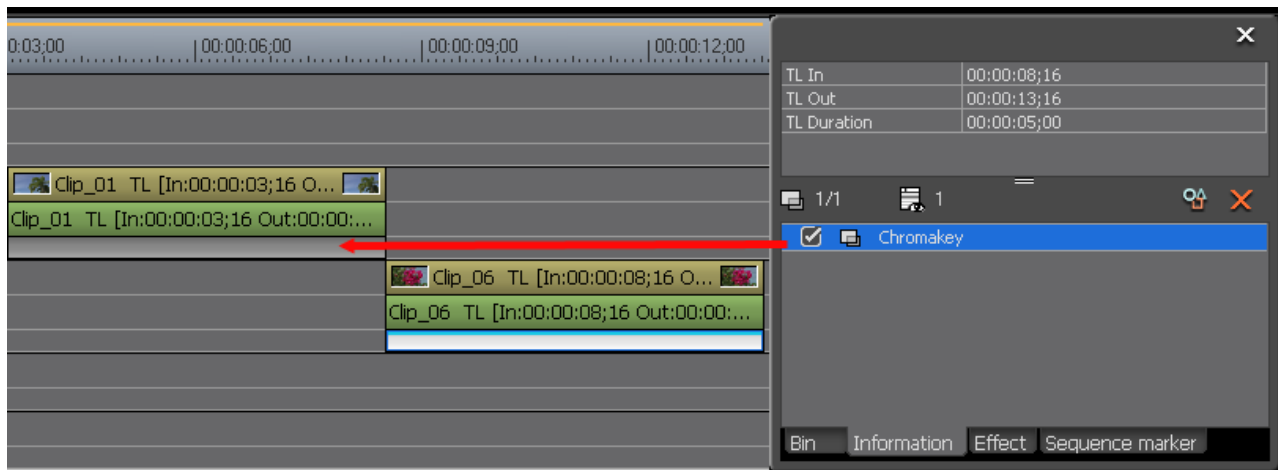 0:03;00 00:00:06;00 00:00:09;00 00:00:12;00
Clip_01 TL [In:00:00:03;16 O...
Clip_01 TL [In:00:00:03;16 Out:00:00:...
Clip_06 TL [In:00:00:08;16 O...
Clip_06 TL [In:00:00:08;16 Out:00:00:...
TL In 00:00:08;16
TL Out 00:00:13;16
TL Duration 00:00:05;00
1/1 1
Chromakey
Bin Information Effect Sequence marker